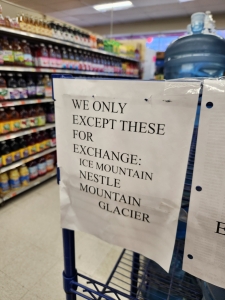 WE ONLY
EXCEPT THESE
FOR
EXCHANGE:
ICE MOUNTAIN
NESTLE
MOUNTAIN
GLACIER
E